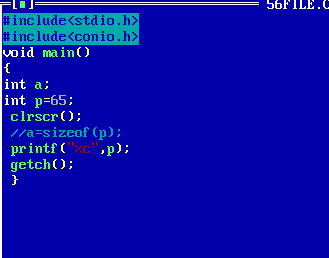 [■] 56FILE.C
#include<stdio.h>
#include<conio.h>
void main()
{
int a;
int p=65;
clrscr();
//a=sizeof(p);
printf("%c",p);
getch();
}